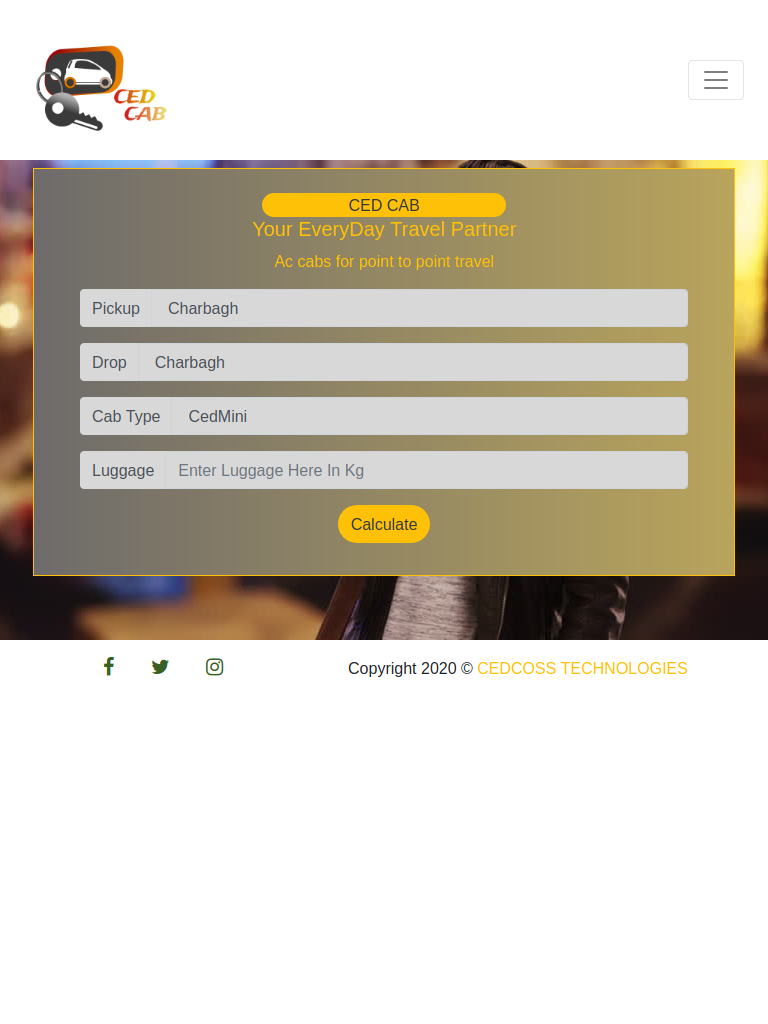 CED
CAB
CED CAB
Your EveryDay Travel Partner
Ac cabs for point to point travel
Pickup Charbagh
Drop Charbagh
Cab Type CedMini
Luggage Enter Luggage Here In Kg
Calculate
Copyright 2020 © CEDCOSS TECHNOLOGIES